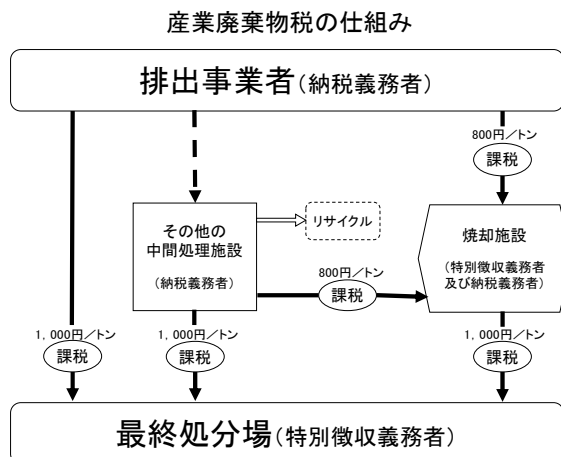 産業廃棄物税の仕組み
排出事業者(納税義務者)
800円/トン
課税
その他の
中間処理施設
(納税義務者)
リサイクル
焼却施設
(特別徴収義務者
及び納税義務者)
800円/トン
課税
1,000円/トン
課税
1,000円/トン
課税
1,000円/トン
課税
最終処分場(特別徴収義務者)